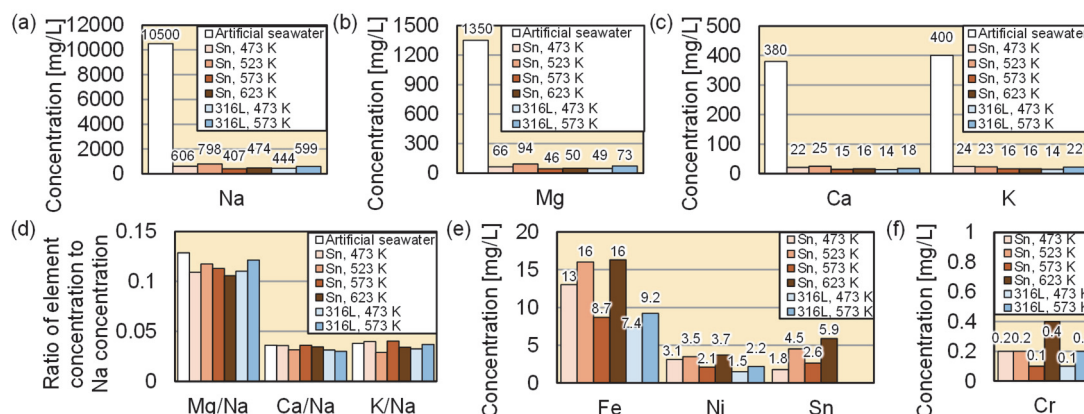 (a)
Concentration [mg/L]
12000
10000
8000
6000
4000
2000
0
10500
606
798
407
474
444
599
Artificial seawater
Sn, 473 K
Sn, 523 K
Sn, 573 K
Sn, 623 K
316L, 473 K
316L, 573 K
Na
(b)
Concentration [mg/L]
1500
1200
900
600
300
0
1350
66
94
46
50
49
73
Artificial seawater
Sn, 473 K
Sn, 523 K
Sn, 573 K
Sn, 623 K
316L, 473 K
316L, 573 K
Mg
(c)
Concentration [mg/L]
500
400
300
200
100
0
380
22
25
15
16
14
18
400
24
23
16
16
14
22
Artificial seawater
Sn, 473 K
Sn, 523 K
Sn, 573 K
Sn, 623 K
316L, 473 K
316L, 573 K
Ca
K
(d)
Ratio of element
concentration to
Na concentration
0.15
0.1
0.05
0
Artificial seawater
Sn, 473 K
Sn, 523 K
Sn, 573 K
Sn, 623 K
316L, 473 K
316L, 573 K
Mg/Na
Ca/Na
K/Na
(e)
Concentration [mg/L]
20
15
10
5
0
13
16
8.7
16
7.4
9.2
3.1
3.5
2.1
3.7
1.5
2.2
1.8
4.5
2.6
5.9
Sn, 473 K
Sn, 523 K
Sn, 573 K
Sn, 623 K
316L, 473 K
316L, 573 K
Fe
Ni
Sn
(f)
Concentration [mg/L]
1
0.8
0.6
0.4
0.2
0
0.2
0.2
0.1
0.4
0.1
Sn, 473 K
Sn, 523 K
Sn, 573 K
Sn, 623 K
316L, 473 K
316L, 573 K
Cr